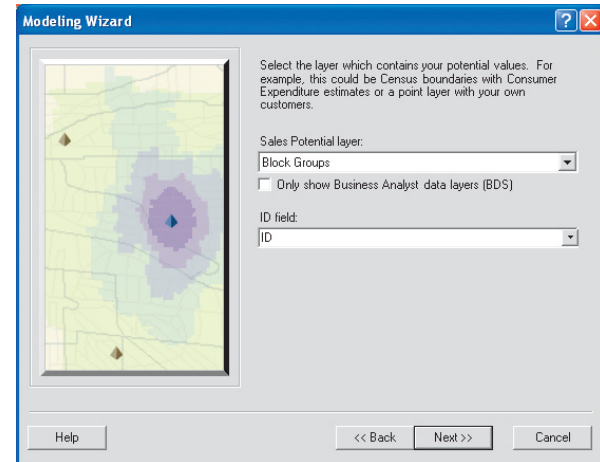 Modeling Wizard
Select the layer which contains your potential values. For
example, this could be Census boundaries with Consumer
Expenditure estimates or a point layer with your own
customers.
Sales Potential layer:
Block Groups
Only show Business Analyst data layers (BDS)
ID field:
ID
Help
<< Back
Next >>
Cancel